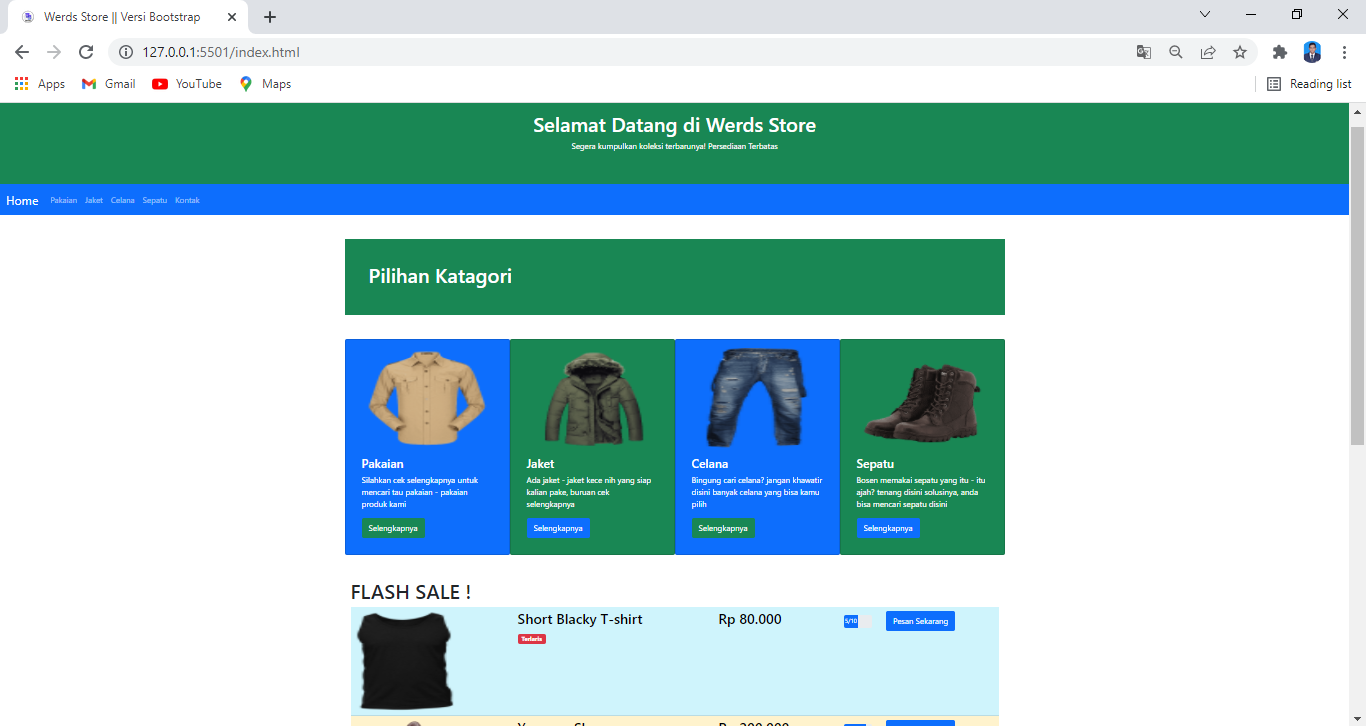 Werds Store || Versi Bootstrap
127.0.0.1:5501/index.html
Apps Gmail YouTube Maps Reading list
Selamat Datang di Werds Store
Segera kumpulkan koleksi terbarunya! Persediaan Terbatas
Home Pakaian Jaket Celana Sepatu Kontak
Pilihan Katagori
Pakaian
Silahkan cek selengkapnya untuk
mencari tau pakaian - pakaian
produk kami
Selengkapnya
Jaket
Ada jaket - jaket kece nih yang siap
kalian pake, buruan cek
selengkapnya
Selengkapnya
Celana
Bingung cari celana? jangan khawatir
disini banyak celana yang bisa kamu
pilih
Selengkapnya
Sepatu
Bosen memakai sepatu yang itu - itu
ajah? tenang disini solusinya, anda
bisa mencari sepatu disini
Selengkapnya
FLASH SALE !
Short Blacky T-shirt Rp 80.000 5/10 Pesan Sekarang
Terlaris